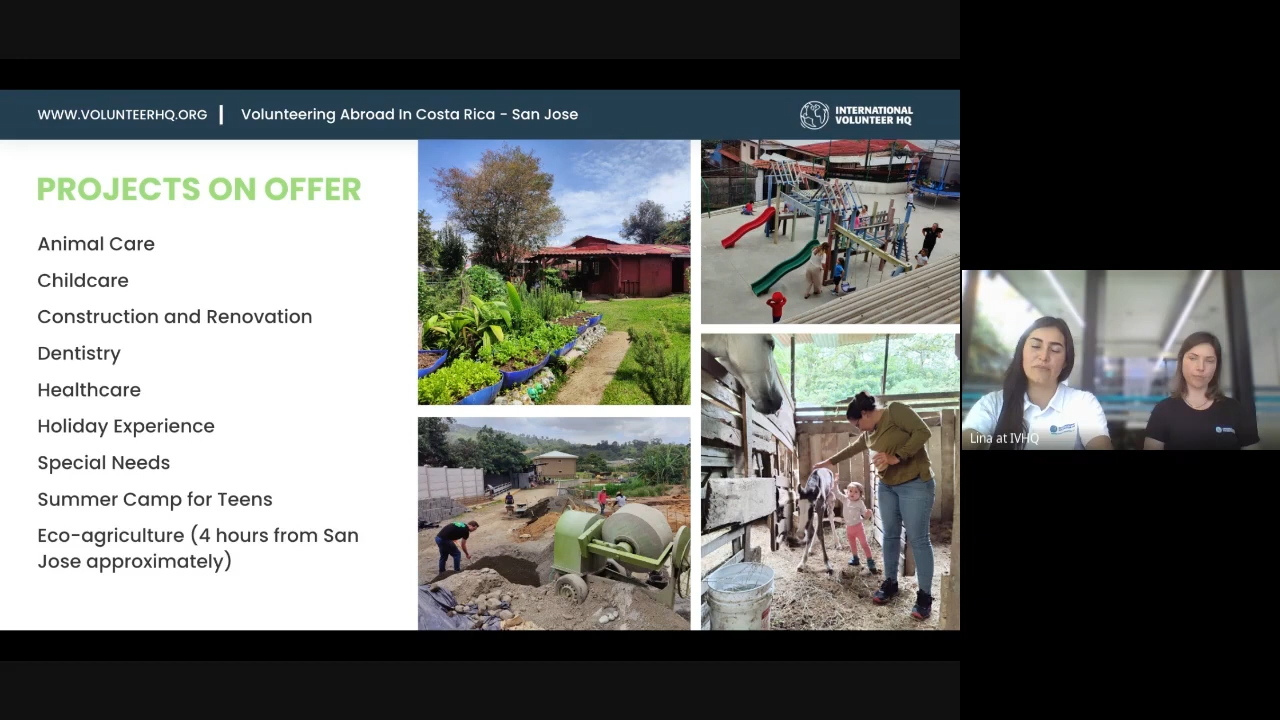 WWW.VOLUNTEERHQ.ORG | Volunteering Abroad In Costa Rica - San Jose
INTERNATIONAL
VOLUNTEER HQ
PROJECTS ON OFFER
Animal Care
Childcare
Construction and Renovation
Dentistry
Healthcare
Holiday Experience
Special Needs
Summer Camp for Teens
Eco-agriculture (4 hours from San
Jose approximately)
Lina at IVHQ